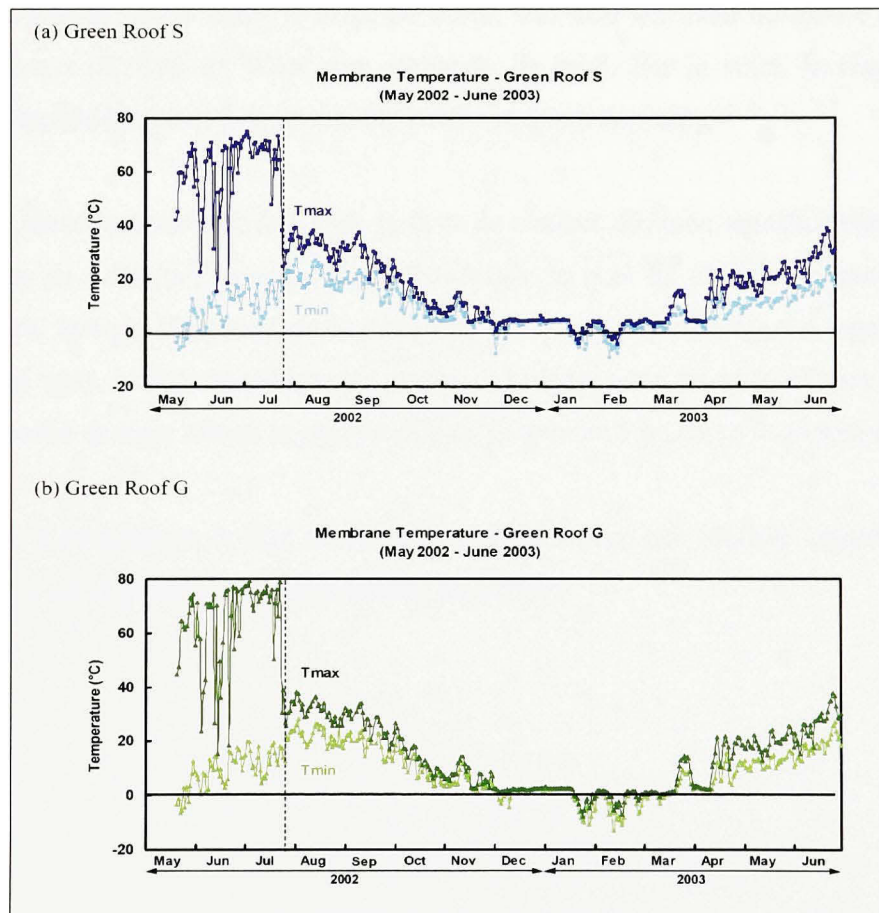 (a) Green Roof S
Membrane Temperature - Green Roof S
(May 2002 - June 2003)
80
60
40
20
0
-20
Temperature (°C)
Tmax
Tmin
May Jun Jul Aug Sep Oct Nov Dec Jan Feb Mar Apr May Jun
2002 2003
(b) Green Roof G
Membrane Temperature - Green Roof G
(May 2002 - June 2003)
80
60
40
20
0
-20
Temperature (°C)
Tmax
Tmin
May Jun Jul Aug Sep Oct Nov Dec Jan Feb Mar Apr May Jun
2002 2003